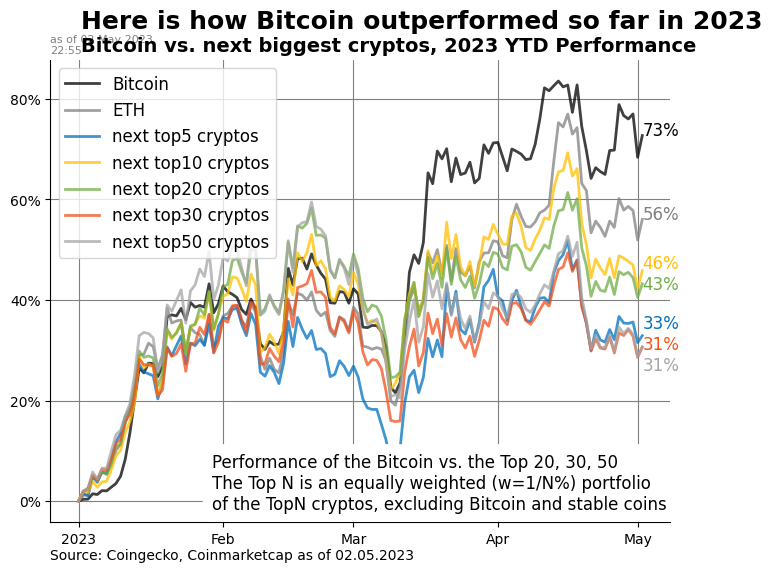 Here is how Bitcoin outperformed so far in 2023
as of 02 May 2023
22:55
Bitcoin vs. next biggest cryptos, 2023 YTD Performance
Bitcoin
ETH
next top5 cryptos
next top10 cryptos
next top20 cryptos
next top30 cryptos
next top50 cryptos
80%
60%
40%
20%
0%
73%
56%
46%
43%
33%
31%
31%
Performance of the Bitcoin vs. the Top 20, 30, 50
The Top N is an equally weighted (w=1/N%) portfolio
of the TopN cryptos, excluding Bitcoin and stable coins
2023
Feb
Mar
Apr
May
Source: Coingecko, Coinmarketcap as of 02.05.2023